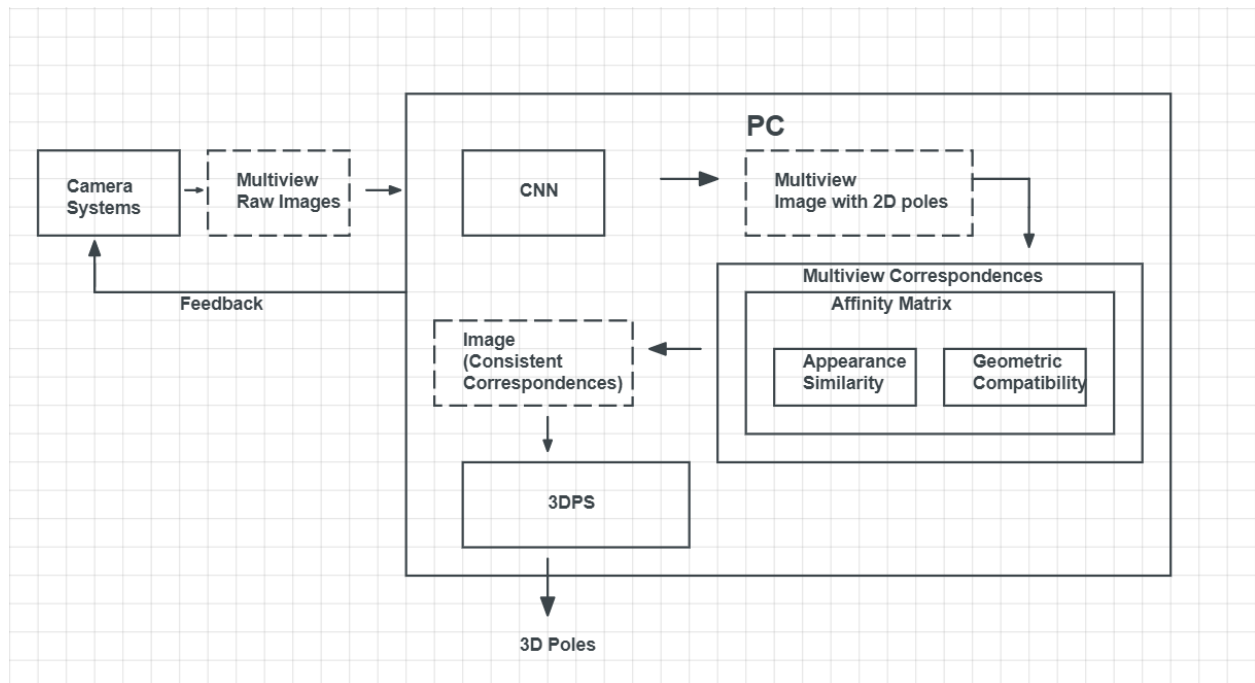 PC
Camera
Systems
Multiview
Raw Images
CNN
Multiview
Image with 2D poles
Feedback
Multiview Correspondences
Affinity Matrix
Appearance
Similarity
Geometric
Compatibility
Image
(Consistent
Correspondences)
3DPS
3D Poles